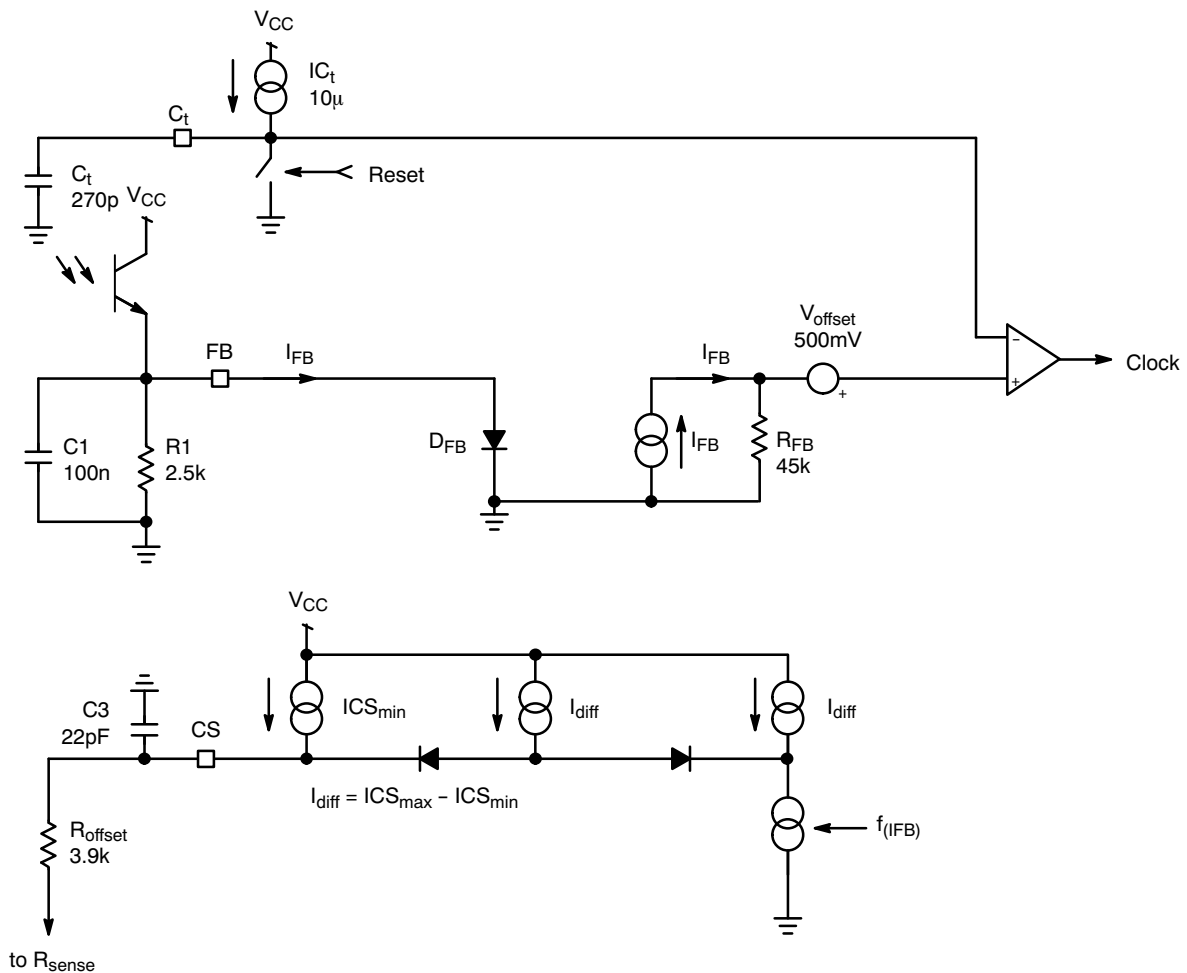 VCC
ICt
10µ
Ct
Reset
Ct
270p
VCC
FB
IFB
C1
100n
R1
2.5k
DFB
IFB
IFB
RFB
45k
Voffset
500mV
+
−
+
Clock
VCC
C3
22pF
CS
ICSmin
Idiff
Idiff
Idiff = ICSmax − ICSmin
Roffset
3.9k
f(IFB)
to Rsense